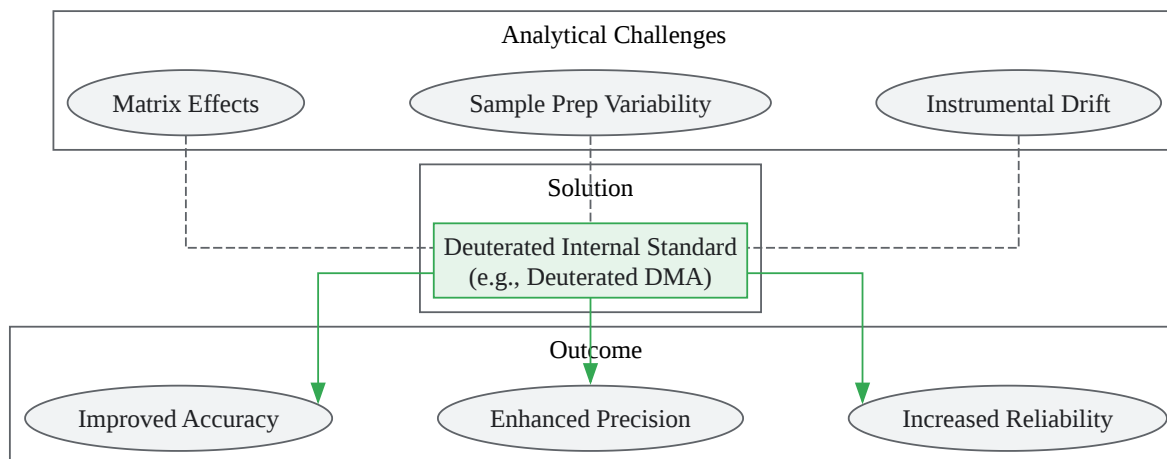 Analytical Challenges
Matrix Effects
Sample Prep Variability
Instrumental Drift
Solution
Deuterated Internal Standard
(e.g., Deuterated DMA)
Outcome
Improved Accuracy
Enhanced Precision
Increased Reliability